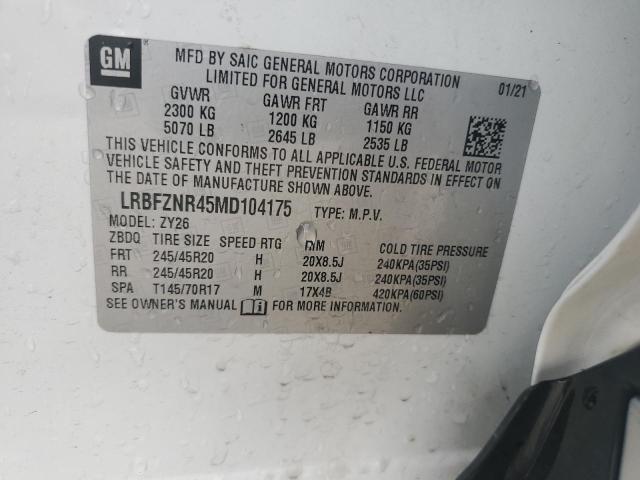 GM
MFD BY SAIC GENERAL MOTORS CORPORATION
LIMITED FOR GENERAL MOTORS LLC
01/21
GVWR GAWR FRT GAWR RR
2300 KG 1200 KG 1150 KG
5070 LB 2645 LB 2535 LB
THIS VEHICLE CONFORMS TO ALL APPLICABLE U.S. FEDERAL MOTOR
VEHICLE SAFETY AND THEFT PREVENTION STANDARDS IN EFFECT ON
THE DATE OF MANUFACTURE SHOWN ABOVE.
LRBFZNR45MD104175 TYPE: M.P.V.
MODEL: ZY26
ZBDQ TIRE SIZE SPEED RTG RIM COLD TIRE PRESSURE
FRT 245/45R20 H 20X8.5J 240KPA(35PSI)
RR 245/45R20 H 20X8.5J 240KPA(35PSI)
SPA T145/70R17 M 17X4B 420KPA(60PSI)
SEE OWNER'S MANUAL FOR MORE INFORMATION.